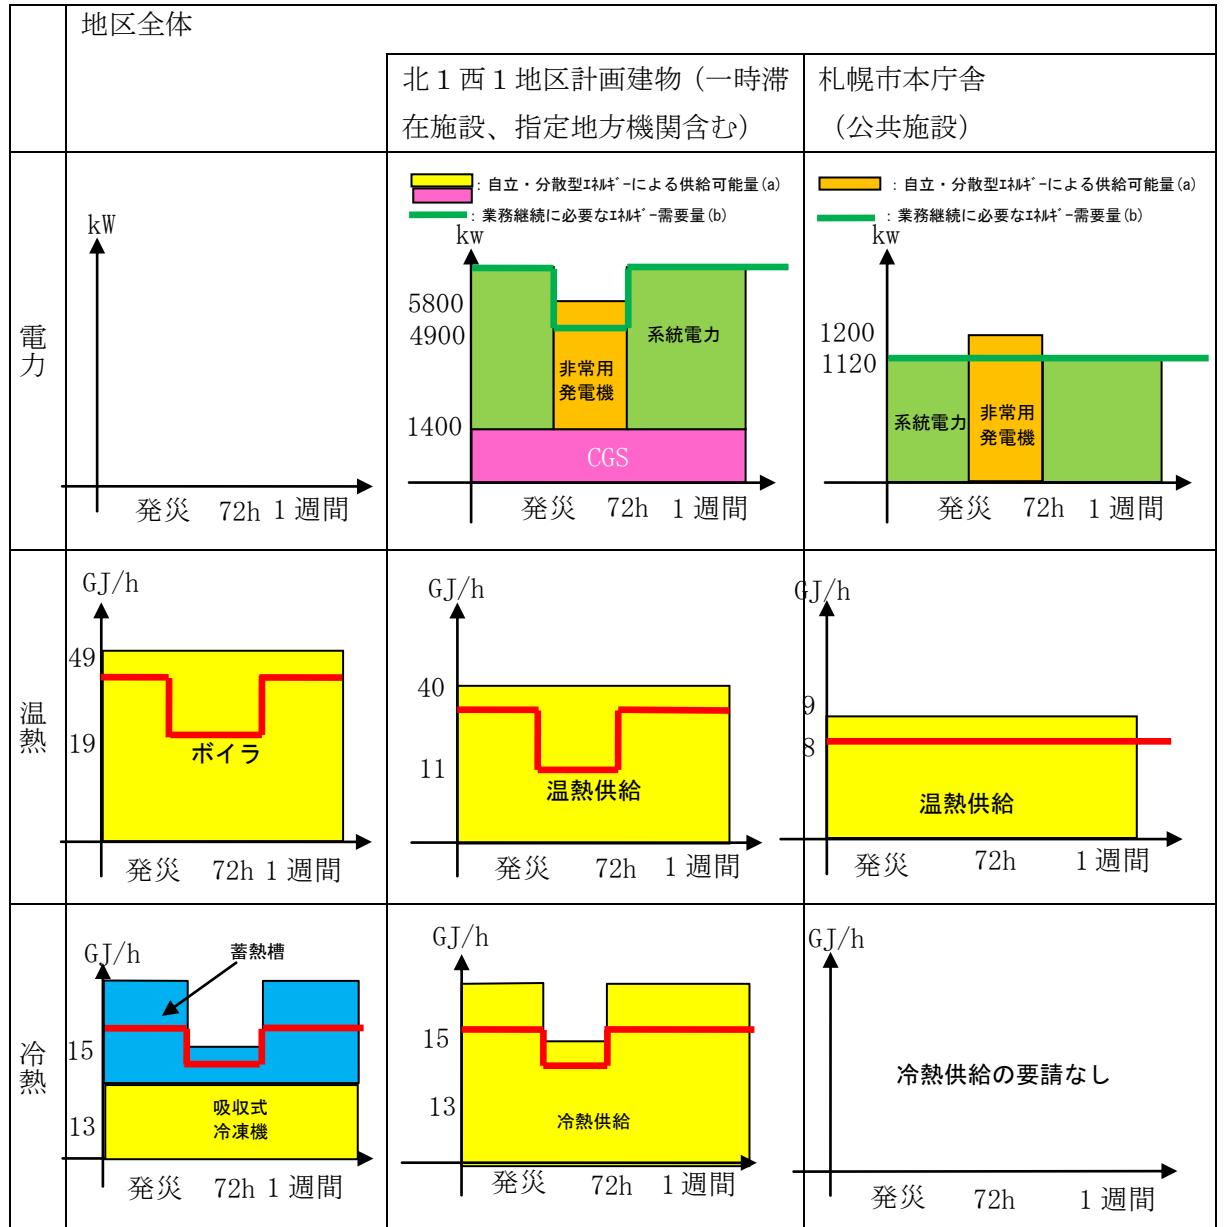 地区全体
北１西１地区計画建物（一時滞
在施設、指定地方機関含む）
札幌市本庁舎
（公共施設）
電力
kW
発災 72h １週間
：自立・分散型ｴﾈﾙｷﾞｰによる供給可能量(a)
：業務継続に必要なｴﾈﾙｷﾞｰ需要量(b)
kw
5800
4900
1400
系統電力
非常用
発電機
CGS
発災 72h １週間
：自立・分散型ｴﾈﾙｷﾞｰによる供給可能量(a)
：業務継続に必要なｴﾈﾙｷﾞｰ需要量(b)
kw
1200
1120
系統電力
非常用
発電機
発災 72h １週間
温熱
GJ/h
49
19
ボイラ
発災 72h １週間
GJ/h
40
11
温熱供給
発災 72h １週間
GJ/h
9
8
温熱供給
発災 72h １週間
冷熱
GJ/h
蓄熱槽
15
13
吸収式
冷凍機
発災 72h １週間
GJ/h
15
13
冷熱供給
発災 72h １週間
GJ/h
冷熱供給の要請なし
発災 72h １週間